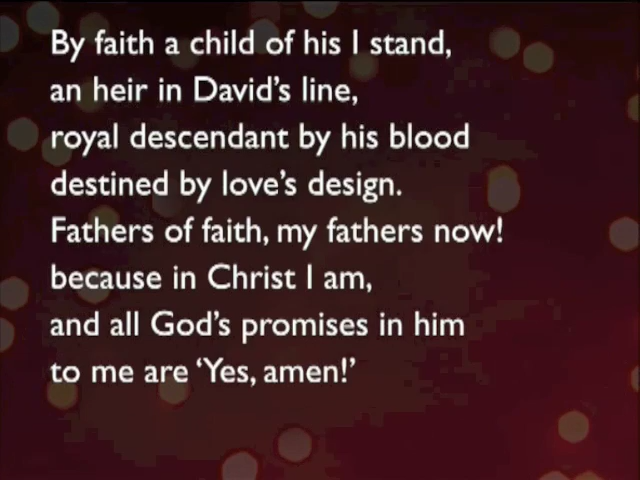 By faith a child of his I stand,
an heir in David's line,
royal descendant by his blood
destined by love's design.
Fathers of faith, my fathers now!
because in Christ I am,
and all God's promises in him
to me are ‘Yes, amen!’